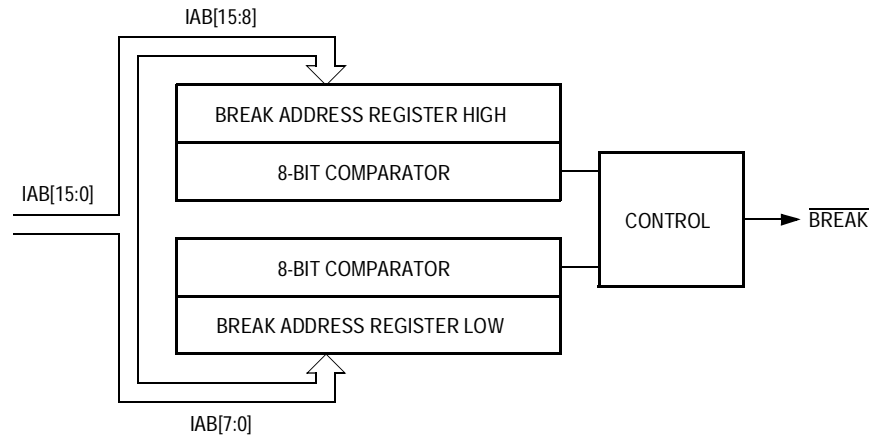 IAB[15:8]
BREAK ADDRESS REGISTER HIGH
8-BIT COMPARATOR
IAB[15:0]
CONTROL
BREAK
8-BIT COMPARATOR
BREAK ADDRESS REGISTER LOW
IAB[7:0]